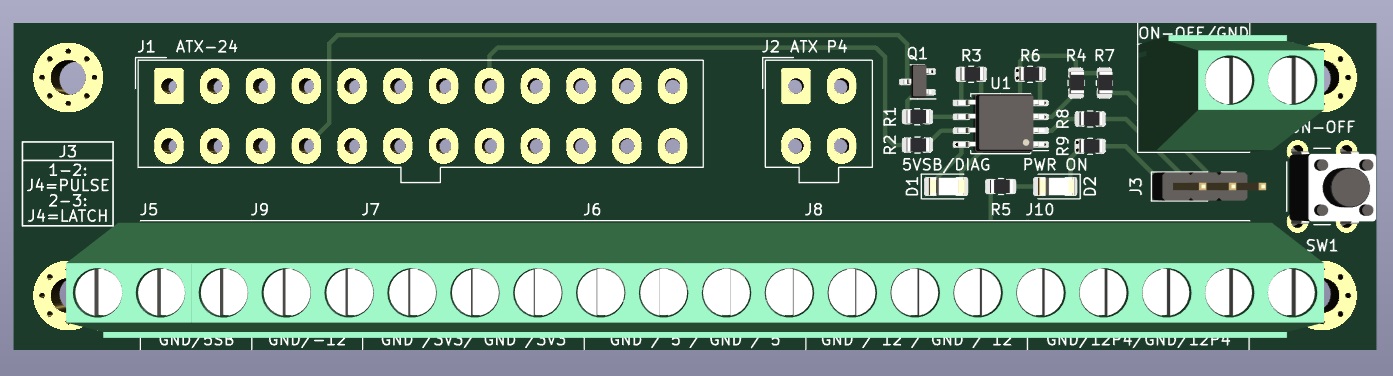 J1 ATX-24
J2 ATX P4
Q1
R3
R6
R4
R7
ON-OFF/GND
U1
R1
R2
R8
R9
5VSB/DIAG
PWR ON
D1
D2
R5
J3
1-2:
J4=PULSE
2-3:
J4=LATCH
J3
ON-OFF
SW1
J5
J9
J7
J6
J8
J10
GND/5SB
GND/-12
GND /3V3/ GND /3V3
GND / 5 / GND / 5
GND / 12 / GND / 12
GND/12P4/GND/12P4